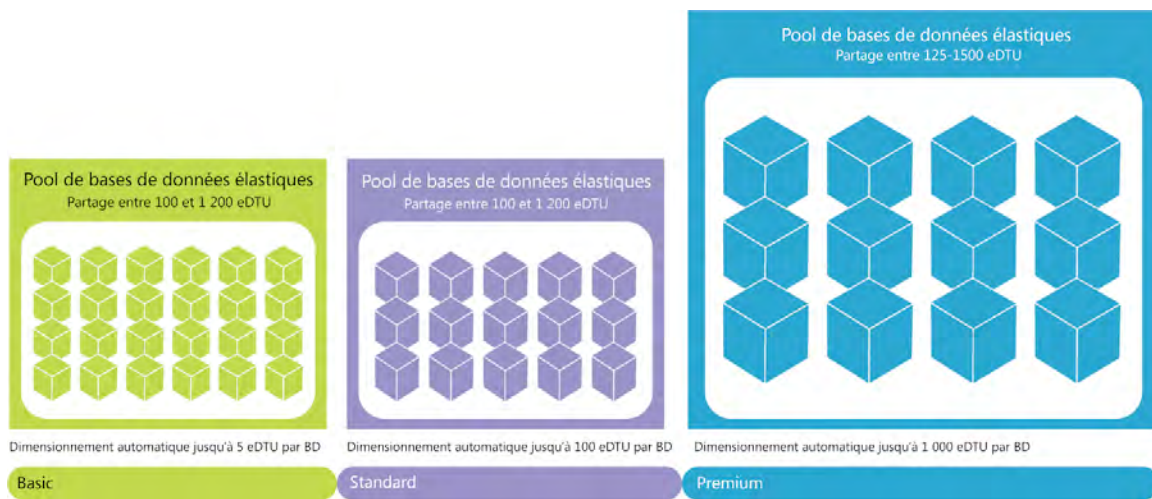 Pool de bases de données élastiques
Partage entre 100 et 1 200 eDTU
Dimensionnement automatique jusqu'à 5 eDTU par BD
Basic
Pool de bases de données élastiques
Partage entre 100 et 1 200 eDTU
Dimensionnement automatique jusqu'à 100 eDTU par BD
Standard
Pool de bases de données élastiques
Partage entre 125-1500 eDTU
Dimensionnement automatique jusqu'à 1 000 eDTU par BD
Premium